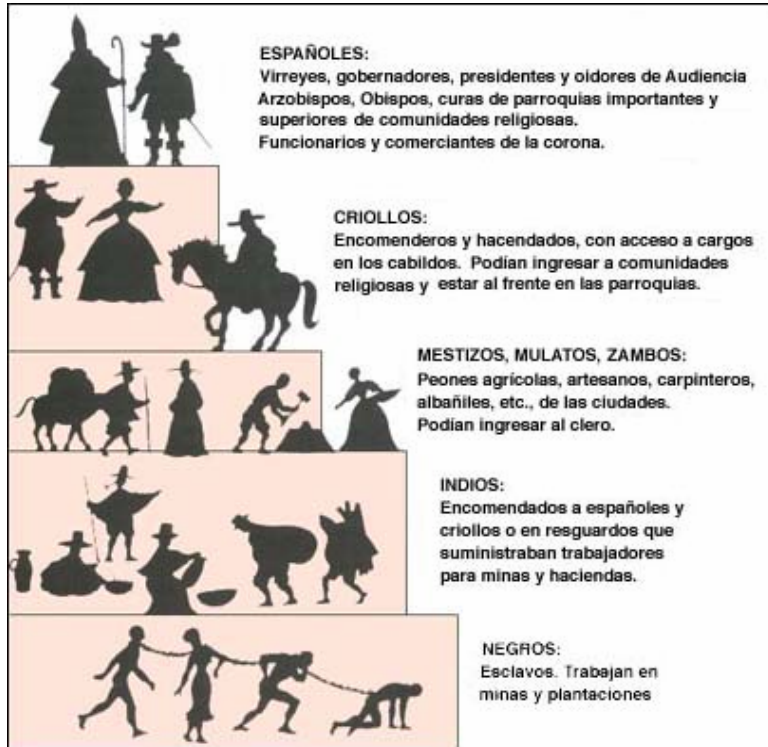 ESPAÑOLES:
Virreyes, gobernadores, presidentes y oidores de Audiencia
Arzobispos, Obispos, curas de parroquias importantes y
superiores de comunidades religiosas.
Funcionarios y comerciantes de la corona.
CRIOLLOS:
Encomenderos y hacendados, con acceso a cargos
en los cabildos. Podían ingresar a comunidades
religiosas y estar al frente en las parroquias.
MESTIZOS, MULATOS, ZAMBOS:
Peones agrícolas, artesanos, carpinteros,
albañiles, etc., de las ciudades.
Podían ingresar al clero.
INDIOS:
Encomendados a españoles y
criollos o en resguardos que
suministraban trabajadores
para minas y haciendas.
NEGROS:
Esclavos. Trabajan en
minas y plantaciones